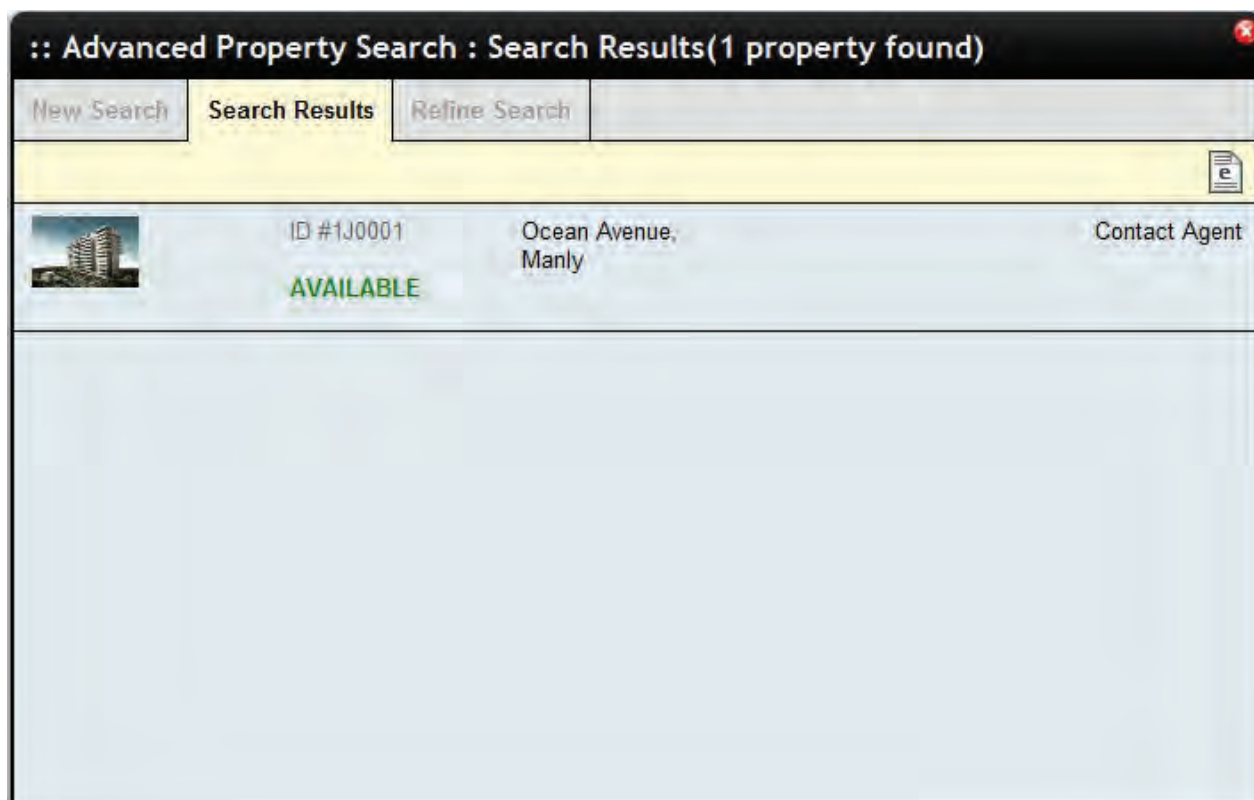 :: Advanced Property Search : Search Results(1 property found)
New Search Search Results Refine Search
e
ID #1J0001 Ocean Avenue, Contact Agent
Manly
AVAILABLE